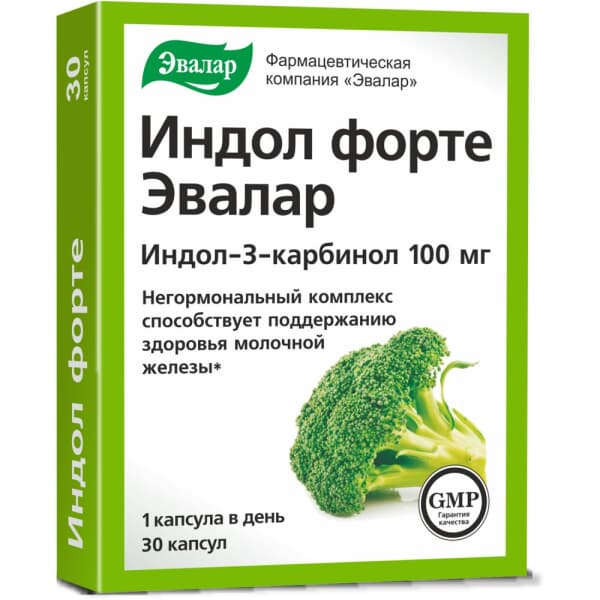 30 капсул
Индол форте
Эвалар
Фармацевтическая
компания «Эвалар»
Индол форте
Эвалар
Индол-3-карбинол 100 мг
Негормональный комплекс
способствует поддержанию
здоровья молочной
железы*
1 капсула в день
30 капсул
GMP
Гарантия
качества